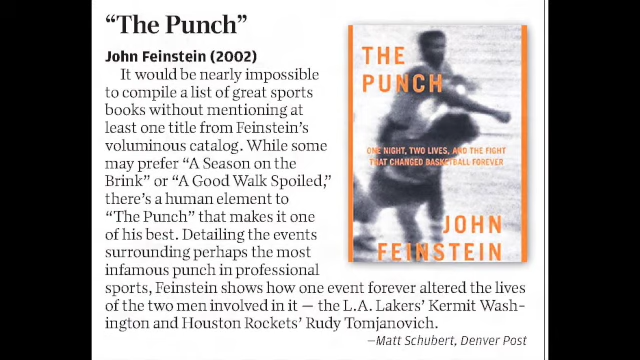 “The Punch”
John Feinstein (2002)
It would be nearly impossible
to compile a list of great sports
books without mentioning at
least one title from Feinstein’s
voluminous catalog. While some
may prefer “A Season on the
Brink” or “A Good Walk Spoiled,”
there’s a human element to
“The Punch” that makes it one
of his best. Detailing the events
surrounding perhaps the most
infamous punch in professional
sports, Feinstein shows how one event forever altered the lives
of the two men involved in it — the L.A. Lakers’ Kermit Wash-
ington and Houston Rockets’ Rudy Tomjanovich.
—Matt Schubert, Denver Post
THE
PUNCH
ONE NIGHT, TWO LIVES, AND THE FIGHT
THAT CHANGED BASKETBALL FOREVER
JOHN
FEINSTEIN